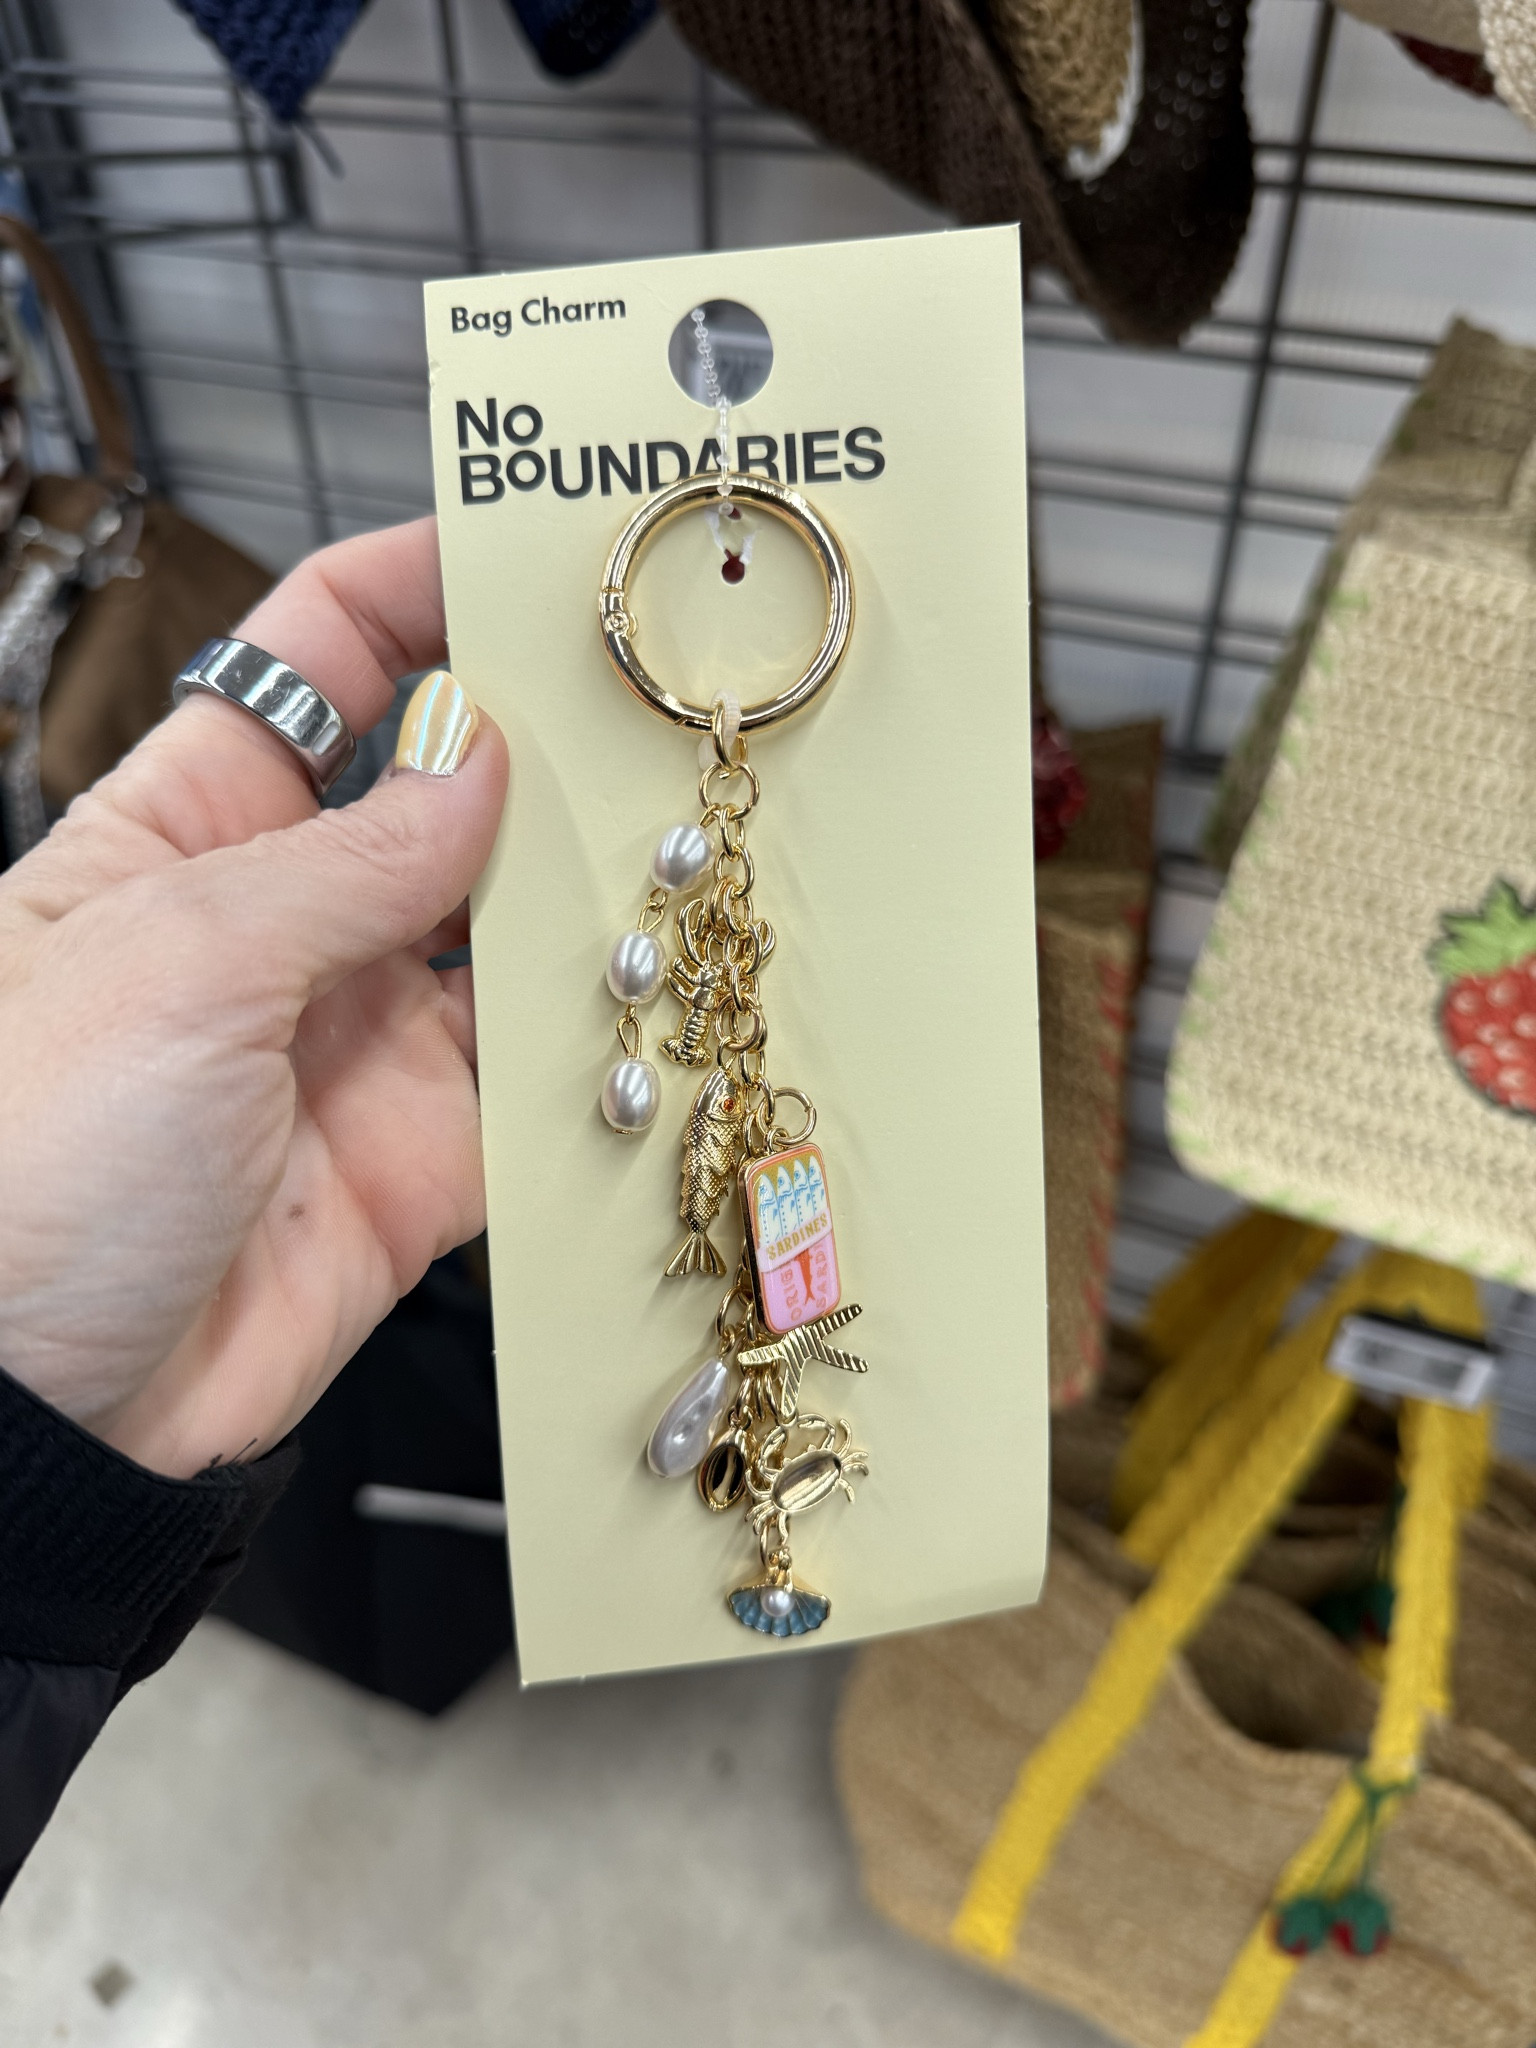 Bag Charm
No
BOUNDARIES
SARDINES